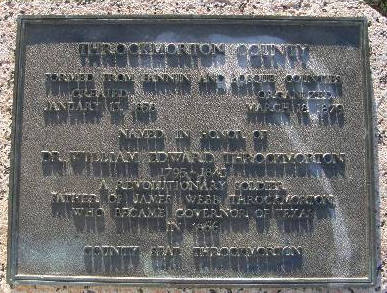 THROCKMORTON COUNTY
FORMED FROM FANNIN AND BOSQUE COUNTIES
CREATED ORGANIZED
JANUARY 13, MARCH 18, 1879
NAMED IN HONOR OF
DR. WILLIAM EDWARD THROCKMORTON
1795 - 1843
A REVOLUTIONARY SOLDIER
FATHER OF JAMES WEBB THROCKMORTON
WHO BECAME GOVERNOR OF TEXAS
IN 1866
COUNTY SEAT, THROCKMORTON